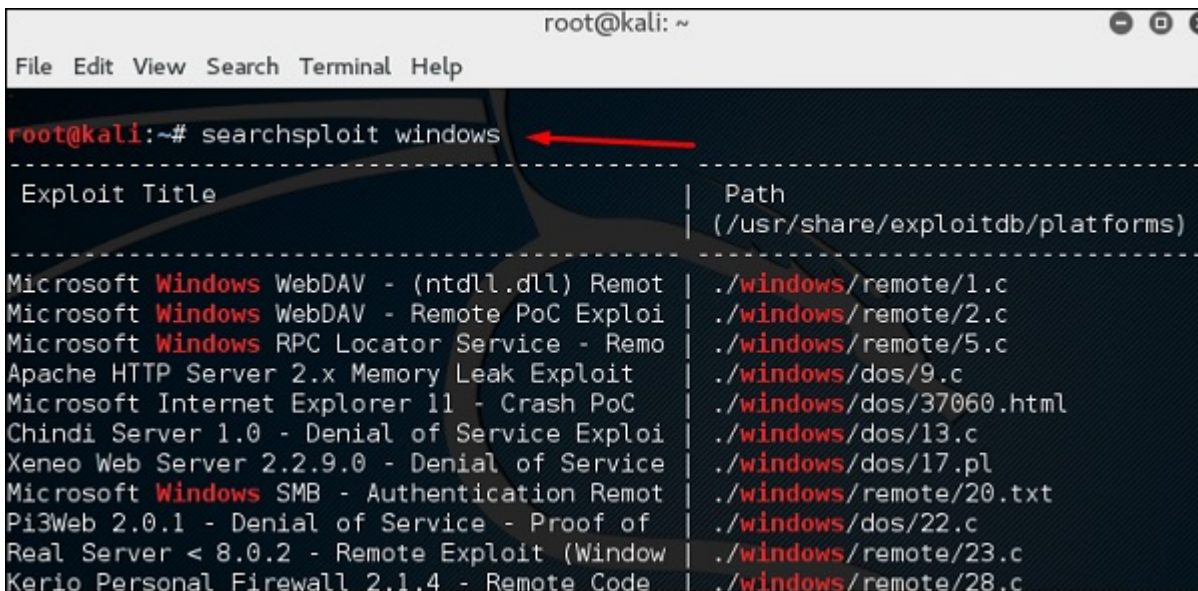 root@kali: ~
File Edit View Search Terminal Help
root@kali:~# searchsploit windows
--------------------------------------------- ----------------------------------
Exploit Title | Path
| (/usr/share/exploitdb/platforms)
--------------------------------------------- ----------------------------------
Microsoft Windows WebDAV - (ntdll.dll) Remot | ./windows/remote/1.c
Microsoft Windows WebDAV - Remote PoC Exploi | ./windows/remote/2.c
Microsoft Windows RPC Locator Service - Remo | ./windows/remote/5.c
Apache HTTP Server 2.x Memory Leak Exploit | ./windows/dos/9.c
Microsoft Internet Explorer 11 - Crash PoC | ./windows/dos/37060.html
Chindi Server 1.0 - Denial of Service Exploi | ./windows/dos/13.c
Xeneo Web Server 2.2.9.0 - Denial of Service | ./windows/dos/17.pl
Microsoft Windows SMB - Authentication Remot | ./windows/remote/20.txt
Pi3Web 2.0.1 - Denial of Service - Proof of | ./windows/dos/22.c
Real Server < 8.0.2 - Remote Exploit (Window | ./windows/remote/23.c
Kerio Personal Firewall 2.1.4 - Remote Code | ./windows/remote/28.c